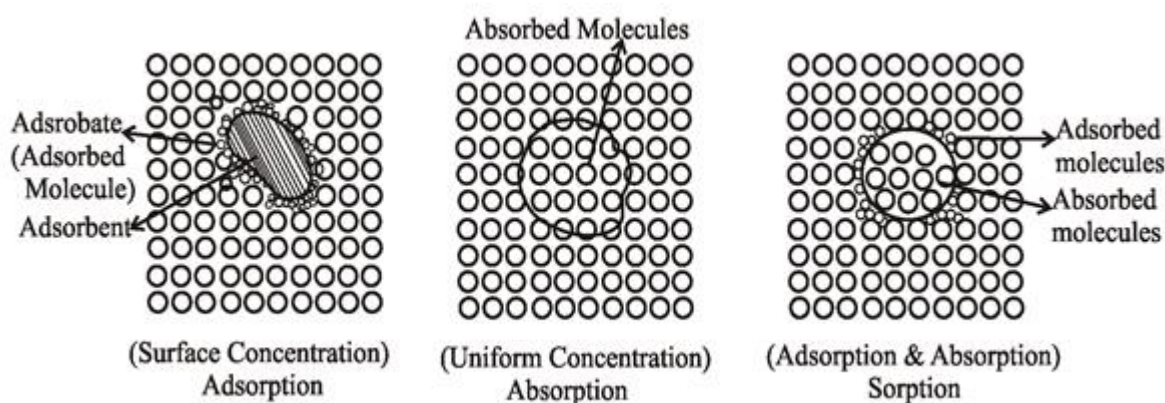 Absorbed Molecules
Adsrobate
(Adsorbed
Molecule)
Adsorbent
Adsorbed
molecules
Absorbed
molecules
(Surface Concentration)
Adsorption
(Uniform Concentration)
Absorption
(Adsorption & Absorption)
Sorption